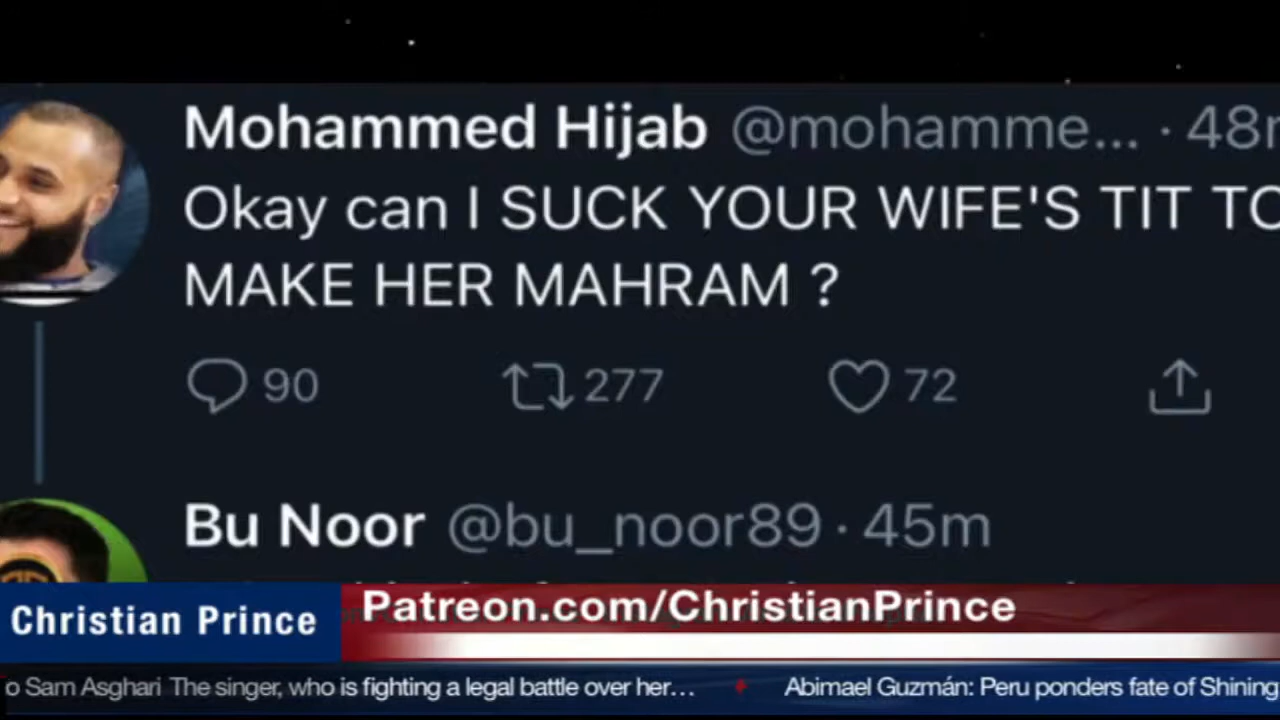 Mohammed Hijab @mohamme... · 48m
Okay can I SUCK YOUR WIFE'S TIT TO
MAKE HER MAHRAM ?
90 277 72
Bu Noor @bu_noor89 · 45m
Christian Prince
Patreon.com/ChristianPrince
o Sam Asghari The singer, who is fighting a legal battle over her… Abimael Guzmán: Peru ponders fate of Shining